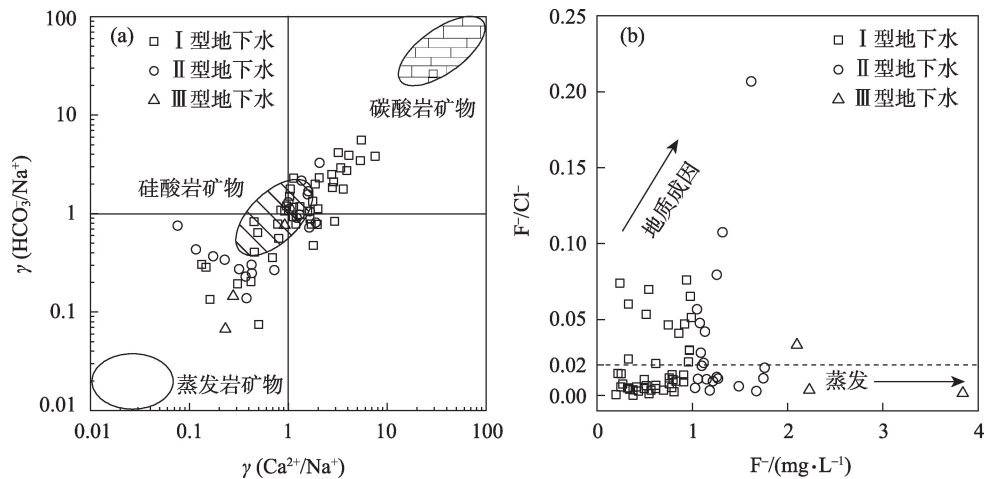 (a)
□ Ⅰ型地下水
○ Ⅱ型地下水
△ Ⅲ型地下水
碳酸岩矿物
硅酸岩矿物
蒸发岩矿物
100
10
1
0.1
0.01
γ (HCO₃⁻/Na⁺)
0.01 0.1 1 10 100
γ (Ca²⁺/Na⁺)
(b)
□ Ⅰ型地下水
○ Ⅱ型地下水
△ Ⅲ型地下水
地质成因
蒸发
0.25
0.20
0.15
0.10
0.05
0.02
0.00
F⁻/Cl⁻
0 1 2 3 4
F⁻/(mg·L⁻¹)